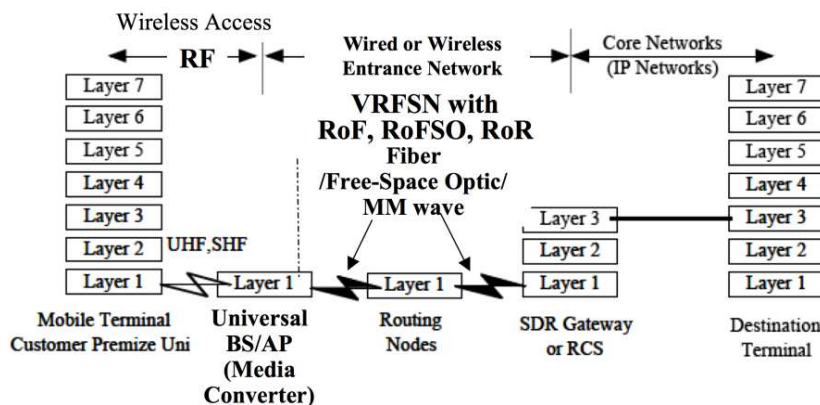 Wireless Access
RF
Wired or Wireless
Entrance Network
Core Networks
(IP Networks)
VRFSN with
RoF, RoFSO, RoR
Fiber
/Free-Space Optic/
MM wave
Layer 7
Layer 6
Layer 5
Layer 4
Layer 3
Layer 2
Layer 1
UHF,SHF
Layer 1
Layer 1
Layer 3
Layer 2
Layer 1
Layer 7
Layer 6
Layer 5
Layer 4
Layer 3
Layer 2
Layer 1
Mobile Terminal
Customer Premize Uni
Universal
BS/AP
(Media
Converter)
Routing
Nodes
SDR Gateway
or RCS
Destination
Terminal